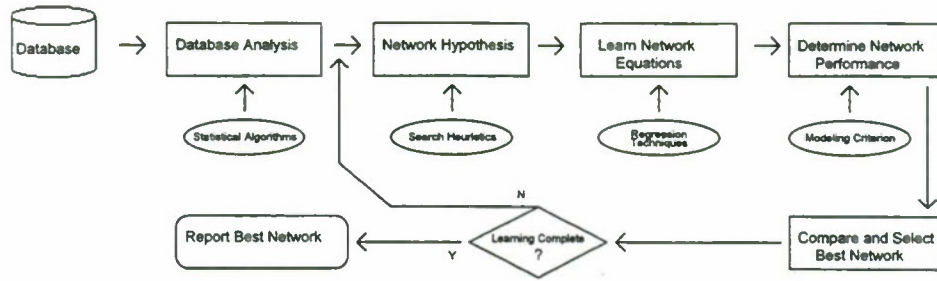 Database
Database Analysis
Network Hypothesis
Learn Network
Equations
Determine Network
Performance
Statistical Algorithms
Search Heuristics
Regression
Techniques
Modeling Criterion
N
Report Best Network
Y
Learning Complete
?
Compare and Select
Best Network